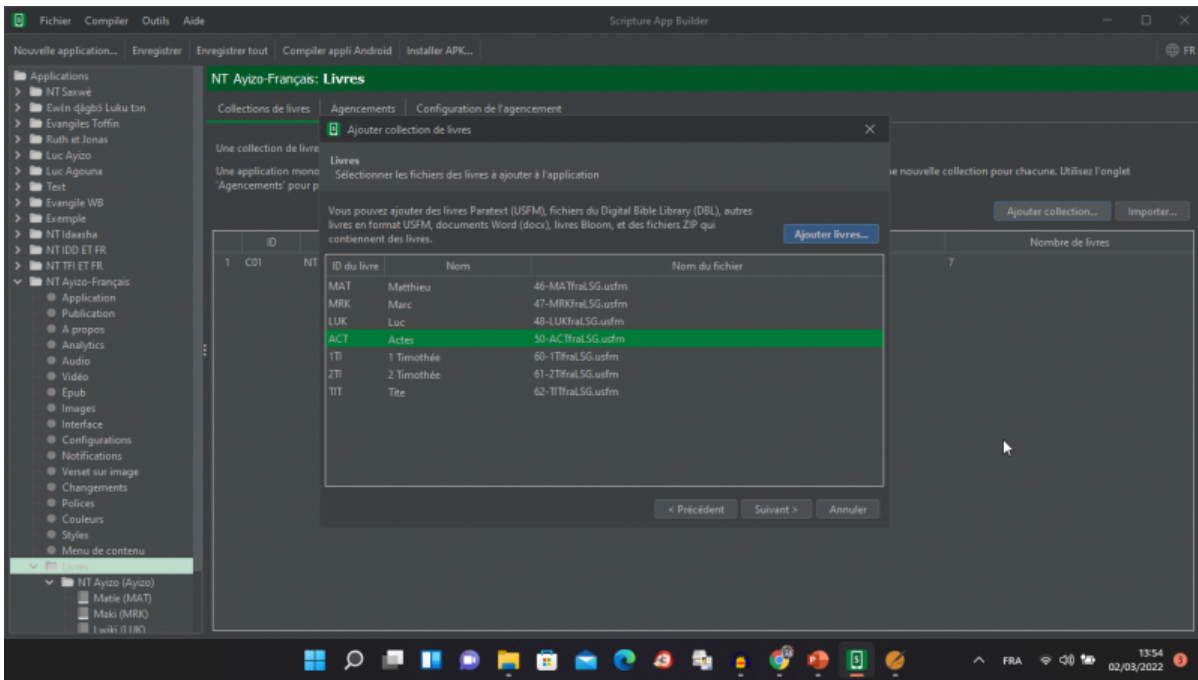 Fichier Compiler Outils Aide
Scripture App Builder
Nouvelle application... Enregistrer Enregistrer tout Compiler appli Android Installer APK... FR
Applications
NT Saxwè
Ewin ɖagbo Luku tɔn
Evangiles Toffin
Ruth et Jonas
Luc Ayizo
Luc Agouna
Text
Evangile WB
Exemple
NT Idaasha
NT IDD ET FR
NT TFI ET FR
NT Ayizo-Français
Application
Publication
A propos
Analytics
Audio
Vidéo
Epub
Images
Interface
Configurations
Notifications
Verset sur image
Changements
Polices
Couleurs
Styles
Menu de contenu
Livres
NT Ayizo (Ayizo)
Matie (MAT)
Maki (MRK)
Lwiki (LUK)
NT Ayizo-Français: Livres
Collections de livres Agencements Configuration de l'agencement
Une collection de livre
Une application mono
'Agencements' pour p
e nouvelle collection pour chacune. Utilisez l'onglet
Ajouter collection... Importer...
ID Nombre de livres
1 C01 NT 7
Ajouter collection de livres
Livres
Sélectionner les fichiers des livres à ajouter à l'application
Vous pouvez ajouter des livres Paratext (USFM), fichiers du Digital Bible Library (DBL), autres
livres en format USFM, documents Word (docx), livres Bloom, et des fichiers ZIP qui
contiennent des livres.
Ajouter livres...
ID du livre Nom Nom du fichier
MAT Matthieu 46-MATfraLSG.usfm
MRK Marc 47-MRKfraLSG.usfm
LUK Luc 48-LUKfraLSG.usfm
ACT Actes 50-ACTfraLSG.usfm
1TI 1 Timothée 60-1TIfraLSG.usfm
2TI 2 Timothée 61-2TIfraLSG.usfm
TIT Tite 62-TITfraLSG.usfm
< Précédent Suivant > Annuler
FRA 13:54
02/03/2022 3